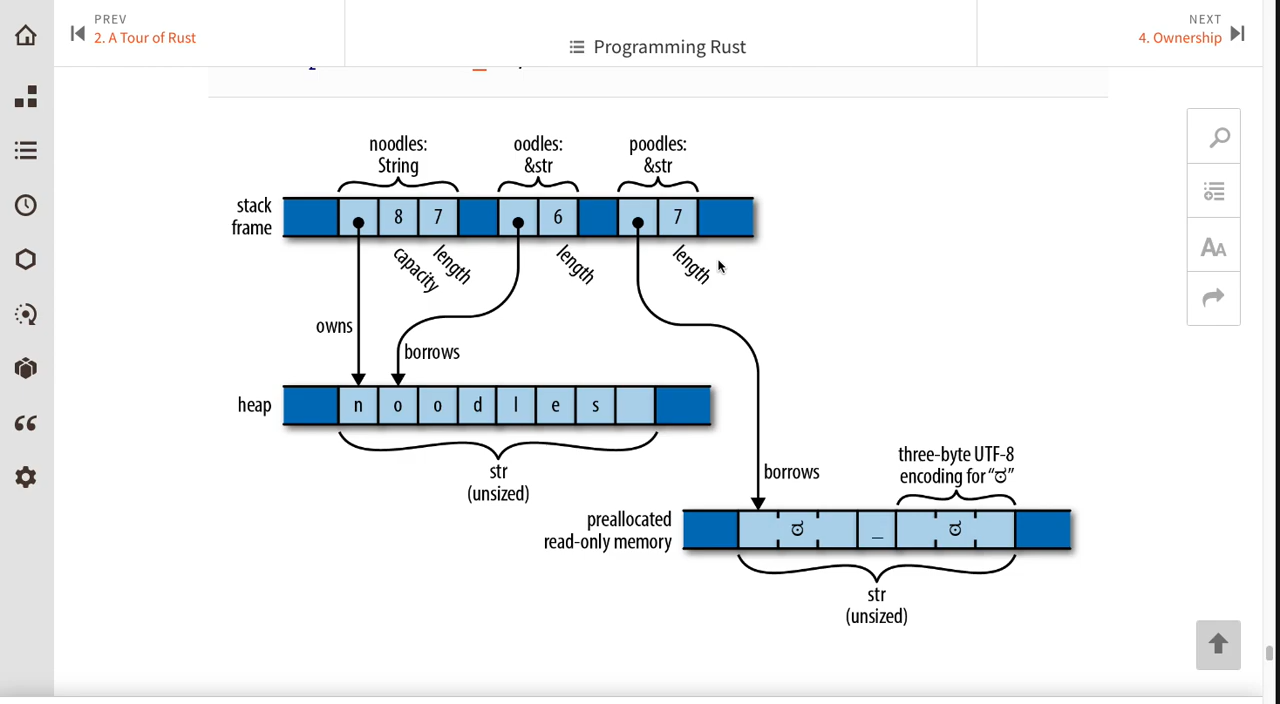 PREV
2. A Tour of Rust
Programming Rust
NEXT
4. Ownership
noodles:
String
oodles:
&str
poodles:
&str
stack
frame
8 7
6
7
capacity
length
length
length
owns
borrows
heap
n o o d l e s
str
(unsized)
borrows
three-byte UTF-8
encoding for “ಠ”
preallocated
read-only memory
ಠ _ ಠ
str
(unsized)
AA